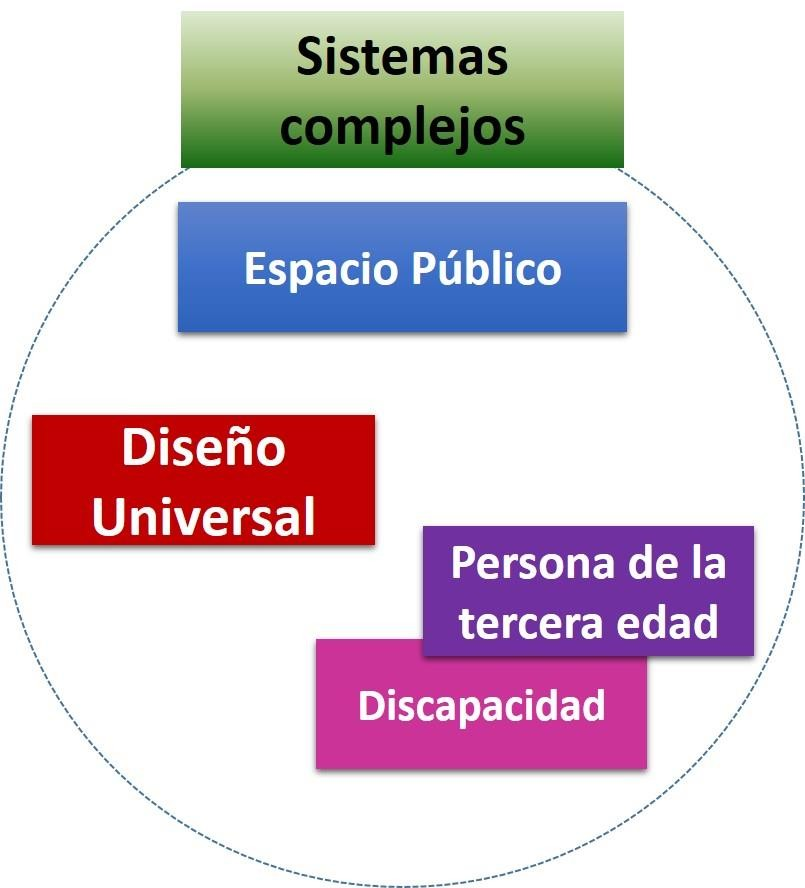 Sistemas
complejos
Espacio Público
Diseño
Universal
Persona de la
tercera edad
Discapacidad